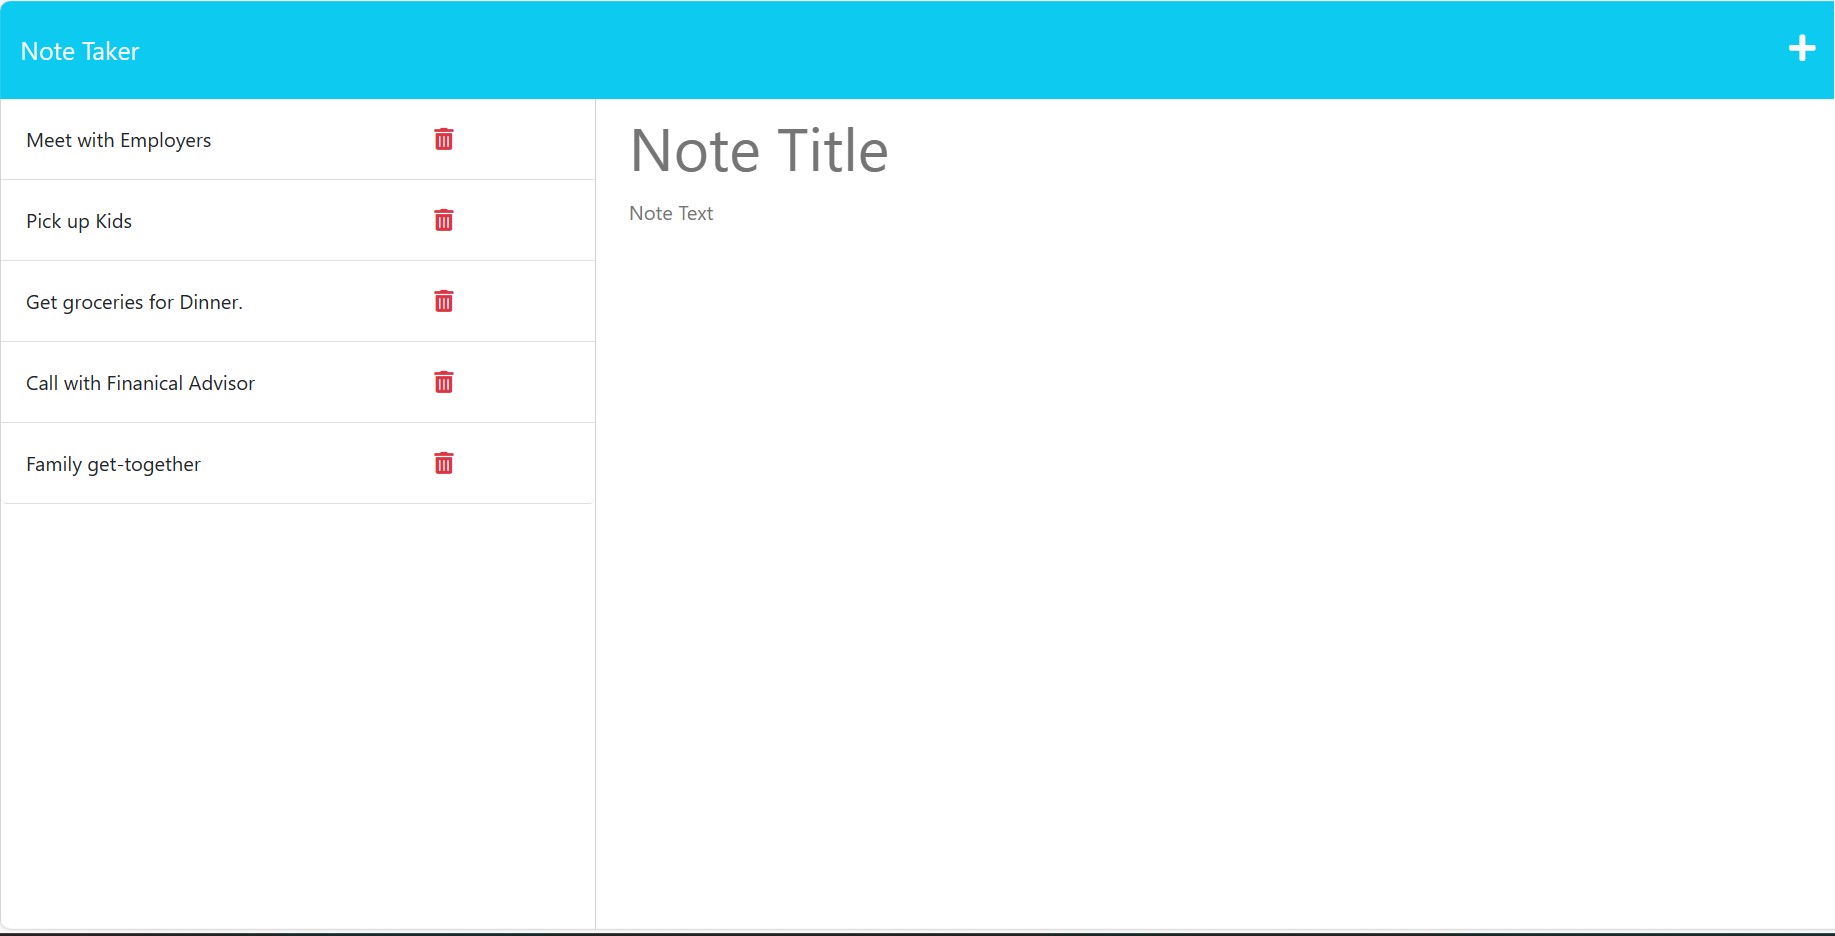 Note Taker
Meet with Employers
Pick up Kids
Get groceries for Dinner.
Call with Finanical Advisor
Family get-together
Note Title
Note Text